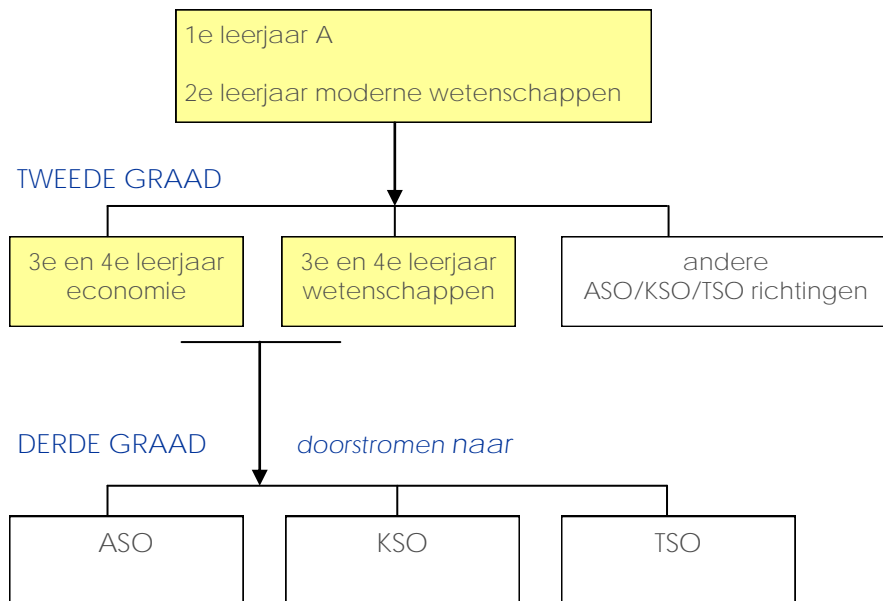 1e leerjaar A
2e leerjaar moderne wetenschappen
TWEEDE GRAAD
3e en 4e leerjaar
economie
3e en 4e leerjaar
wetenschappen
andere
ASO/KSO/TSO richtingen
DERDE GRAAD
doorstromen naar
ASO
KSO
TSO